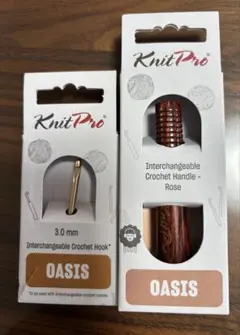 KnitPro
3.0 mm
Interchangeable Crochet Hook*
OASIS
*To be used with interchangeable crochet handle
KnitPro
Interchangeable
Crochet Handle -
Rose
OASIS